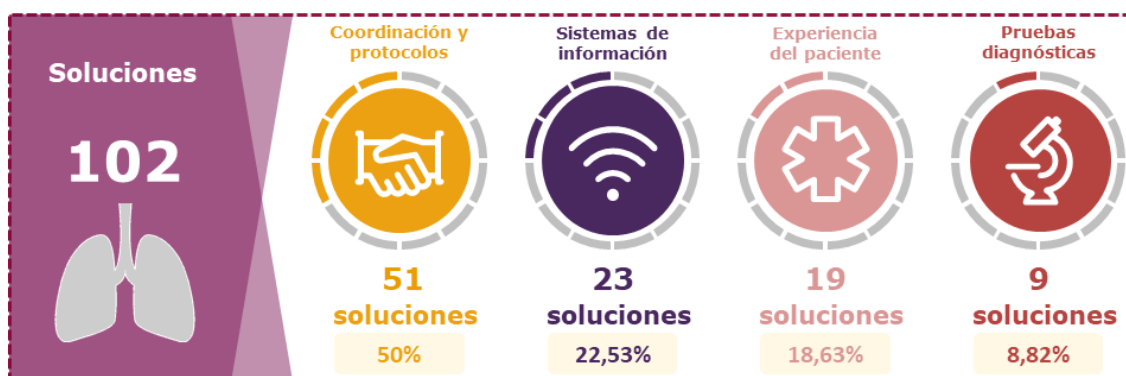 Soluciones
102
Coordinación y
protocolos
51
soluciones
50%
Sistemas de
información
23
soluciones
22,53%
Experiencia
del paciente
19
soluciones
18,63%
Pruebas
diagnósticas
9
soluciones
8,82%